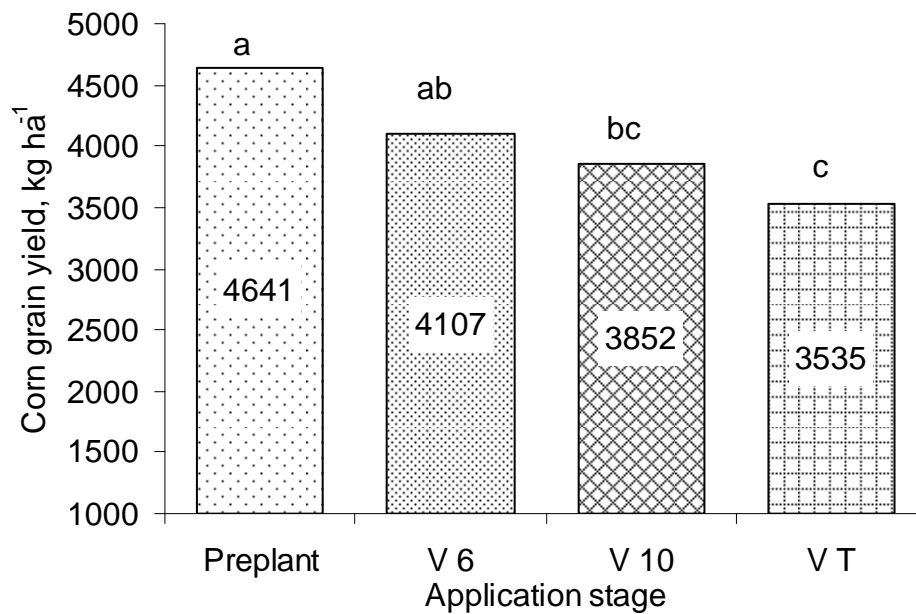 Corn grain yield, kg ha-1
5000
4500
4000
3500
3000
2500
2000
1500
1000
a
ab
bc
c
4641
4107
3852
3535
Preplant
V 6
V 10
V T
Application stage